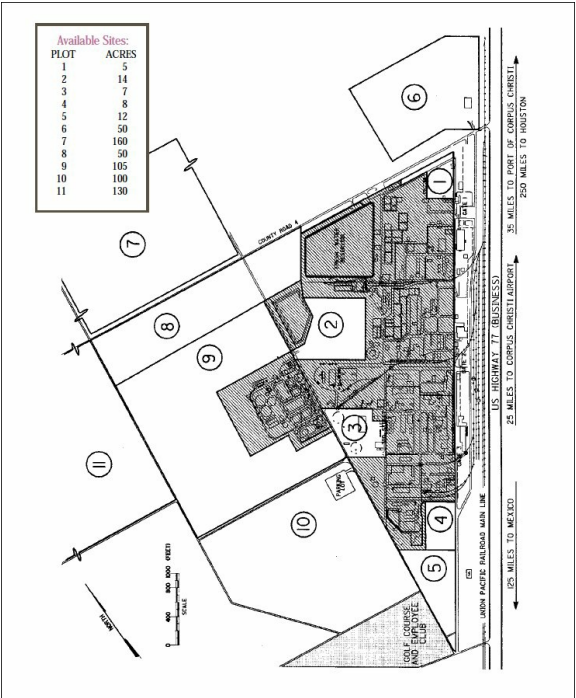 Available Sites:
PLOT ACRES
1 5
2 14
3 7
4 8
5 12
6 50
7 160
8 50
9 105
10 100
11 130
6
7
COUNTY ROAD 4
1
8
2
9
3
11
PARKING LOT
10
4
5
NORTH
0 400 800 1000 (FEET)
SCALE
GOLF COURSE
AND EMPLOYEE
CLUB
UNION PACIFIC RAILROAD MAIN LINE
US HIGHWAY 77 (BUSINESS)
125 MILES TO MEXICO
25 MILES TO CORPUS CHRISTI AIRPORT
35 MILES TO PORT OF CORPUS CHRISTI
250 MILES TO HOUSTON